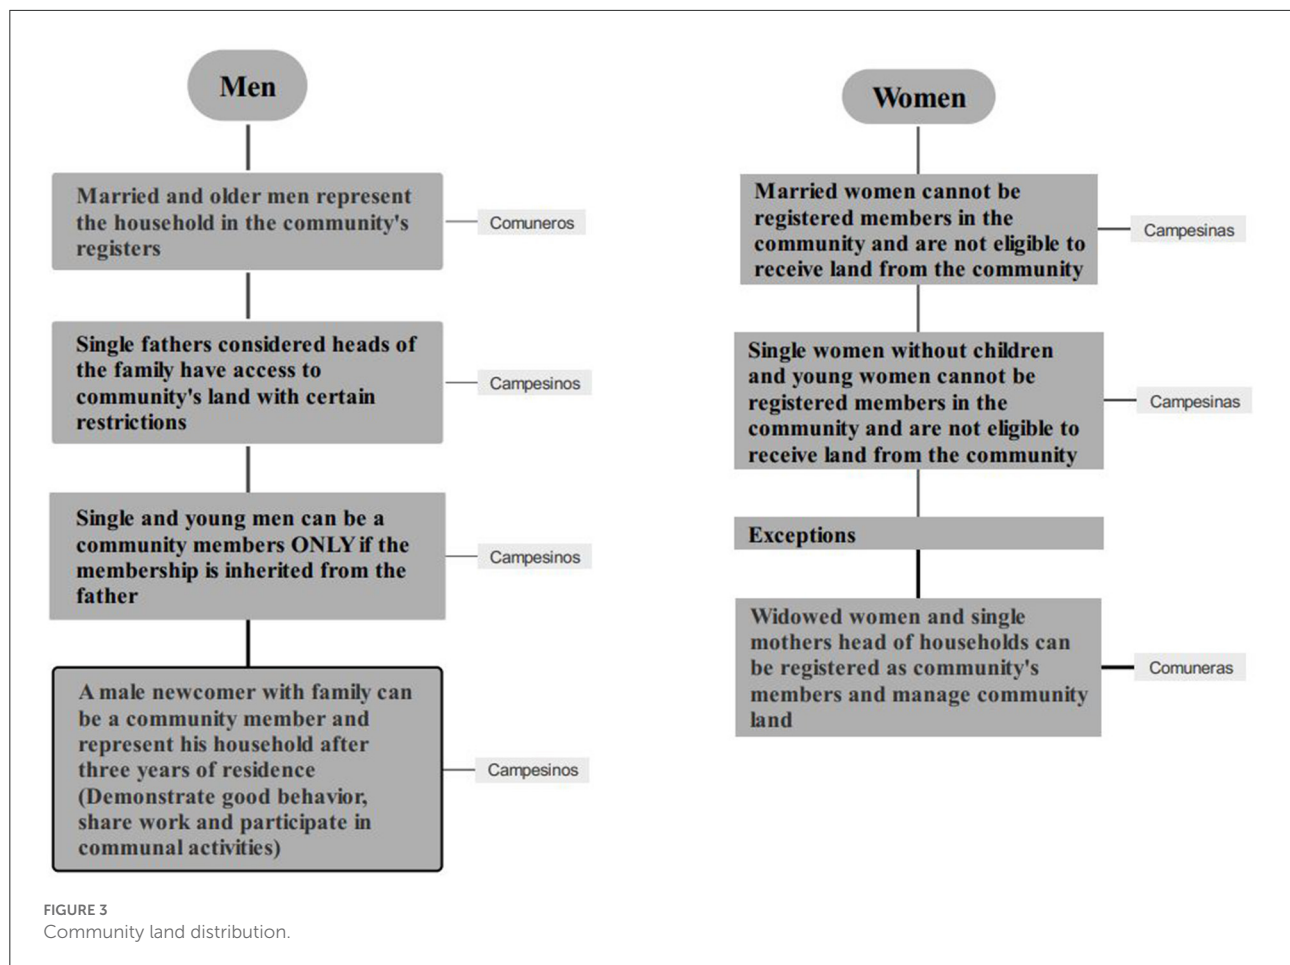 Men
Married and older men represent
the household in the community's
registers
Comuneros
Single fathers considered heads of
the family have access to
community's land with certain
restrictions
Campesinos
Single and young men can be a
community members ONLY if the
membership is inherited from the
father
Campesinos
A male newcomer with family can
be a community member and
represent his household after
three years of residence
(Demonstrate good behavior,
share work and participate in
communal activities)
Campesinos
Women
Married women cannot be
registered members in the
community and are not eligible to
receive land from the community
Campesinas
Single women without children
and young women cannot be
registered members in the
community and are not eligible to
receive land from the community
Campesinas
Exceptions
Widowed women and single
mothers head of households can
be registered as community's
members and manage community
land
Comuneras
FIGURE 3
Community land distribution.